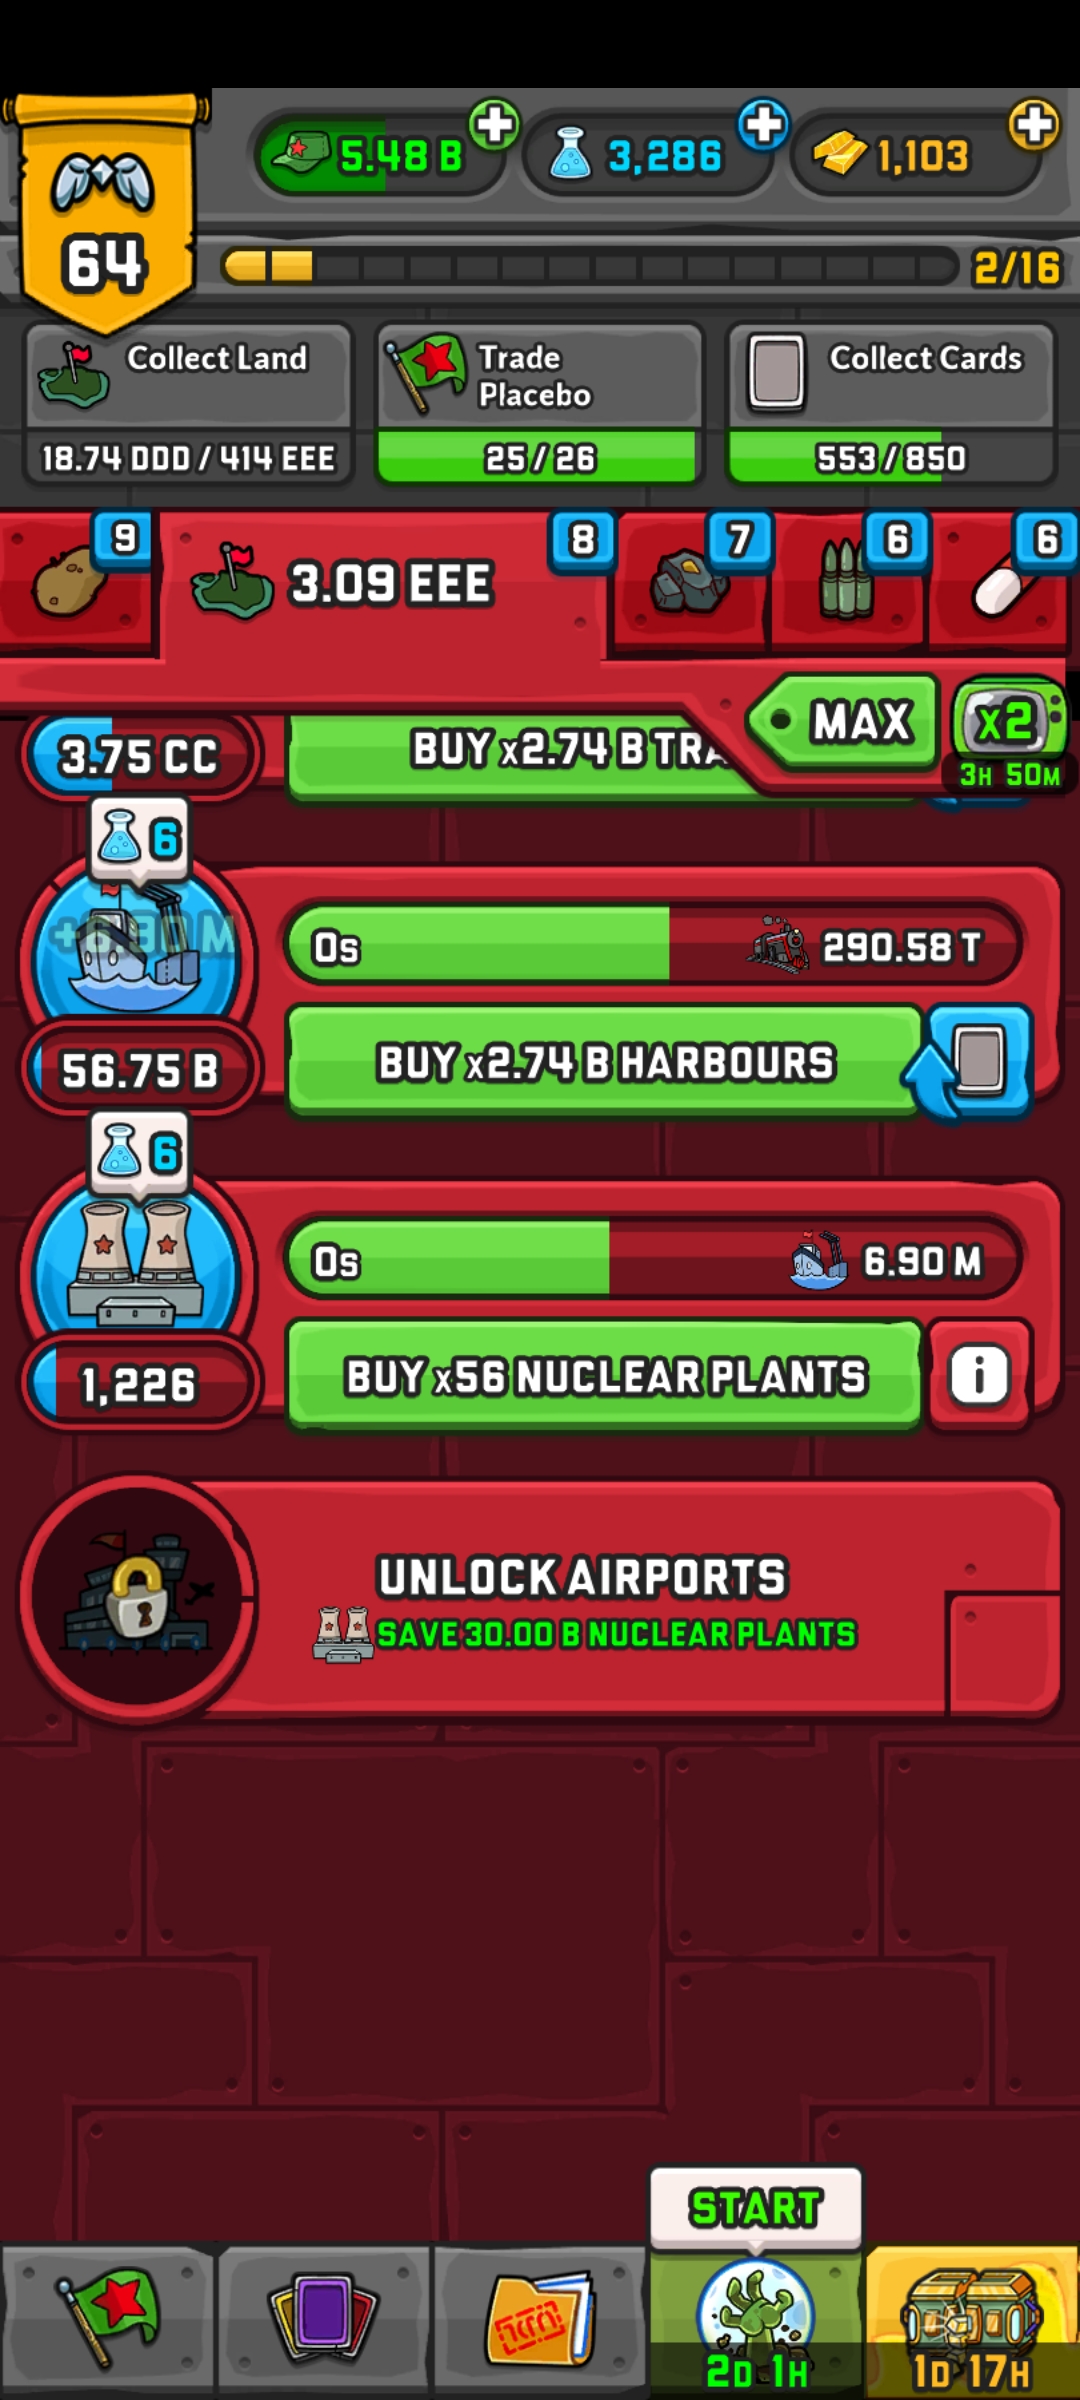 5.48 B
3,286
1,103
64
2/16
Collect Land
18.74 DDD / 414 EEE
Trade
Placebo
25 / 26
Collect Cards
553 / 850
9
3.09 EEE
8
7
6
6
MAX
x2
3H 50M
3.75 CC
BUY x2.74 B TRA
6
+6.90 M
0s
290.58 T
56.75 B
BUY x2.74 B HARBOURS
6
0s
6.90 M
1,226
BUY x56 NUCLEAR PLANTS
i
UNLOCK AIRPORTS
SAVE 30.00 B NUCLEAR PLANTS
START
2D 1H
1D 17H